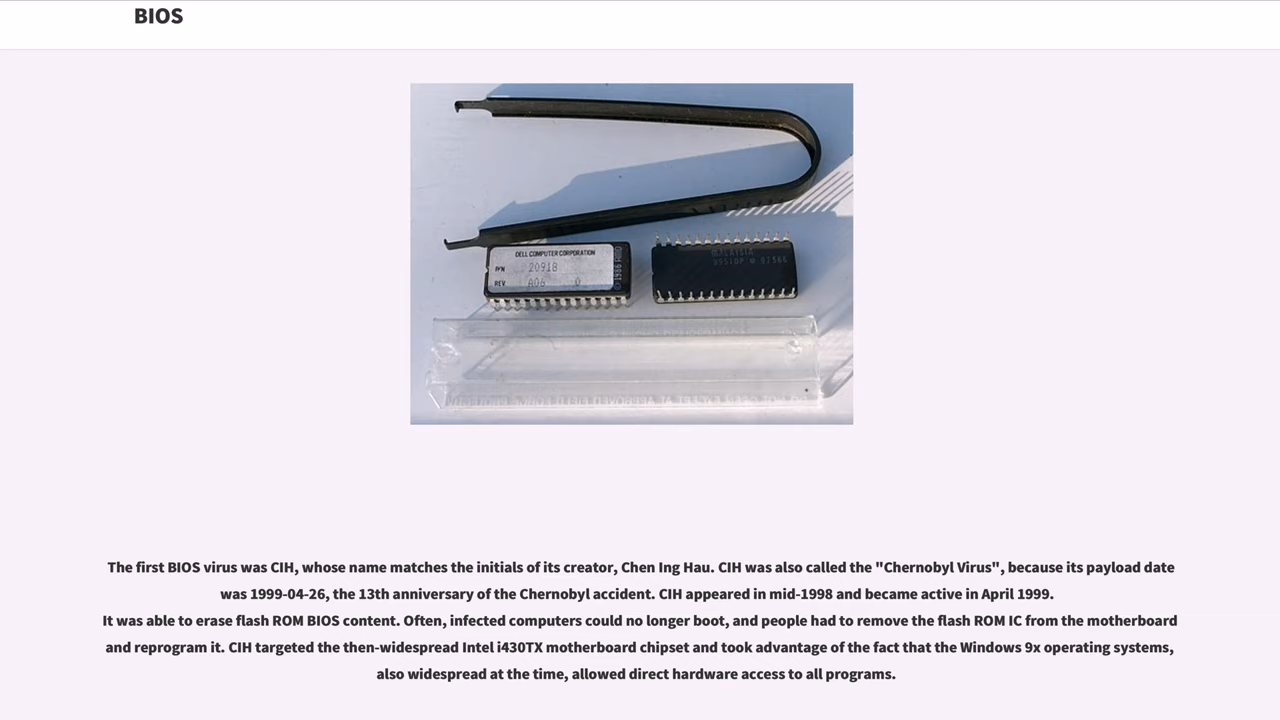 BIOS
DELL COMPUTER CORPORATION
P/N 20918
REV. A06
The first BIOS virus was CIH, whose name matches the initials of its creator, Chen Ing Hau. CIH was also called the "Chernobyl Virus", because its payload date
was 1999-04-26, the 13th anniversary of the Chernobyl accident. CIH appeared in mid-1998 and became active in April 1999.
It was able to erase flash ROM BIOS content. Often, infected computers could no longer boot, and people had to remove the flash ROM IC from the motherboard
and reprogram it. CIH targeted the then-widespread Intel i430TX motherboard chipset and took advantage of the fact that the Windows 9x operating systems,
also widespread at the time, allowed direct hardware access to all programs.